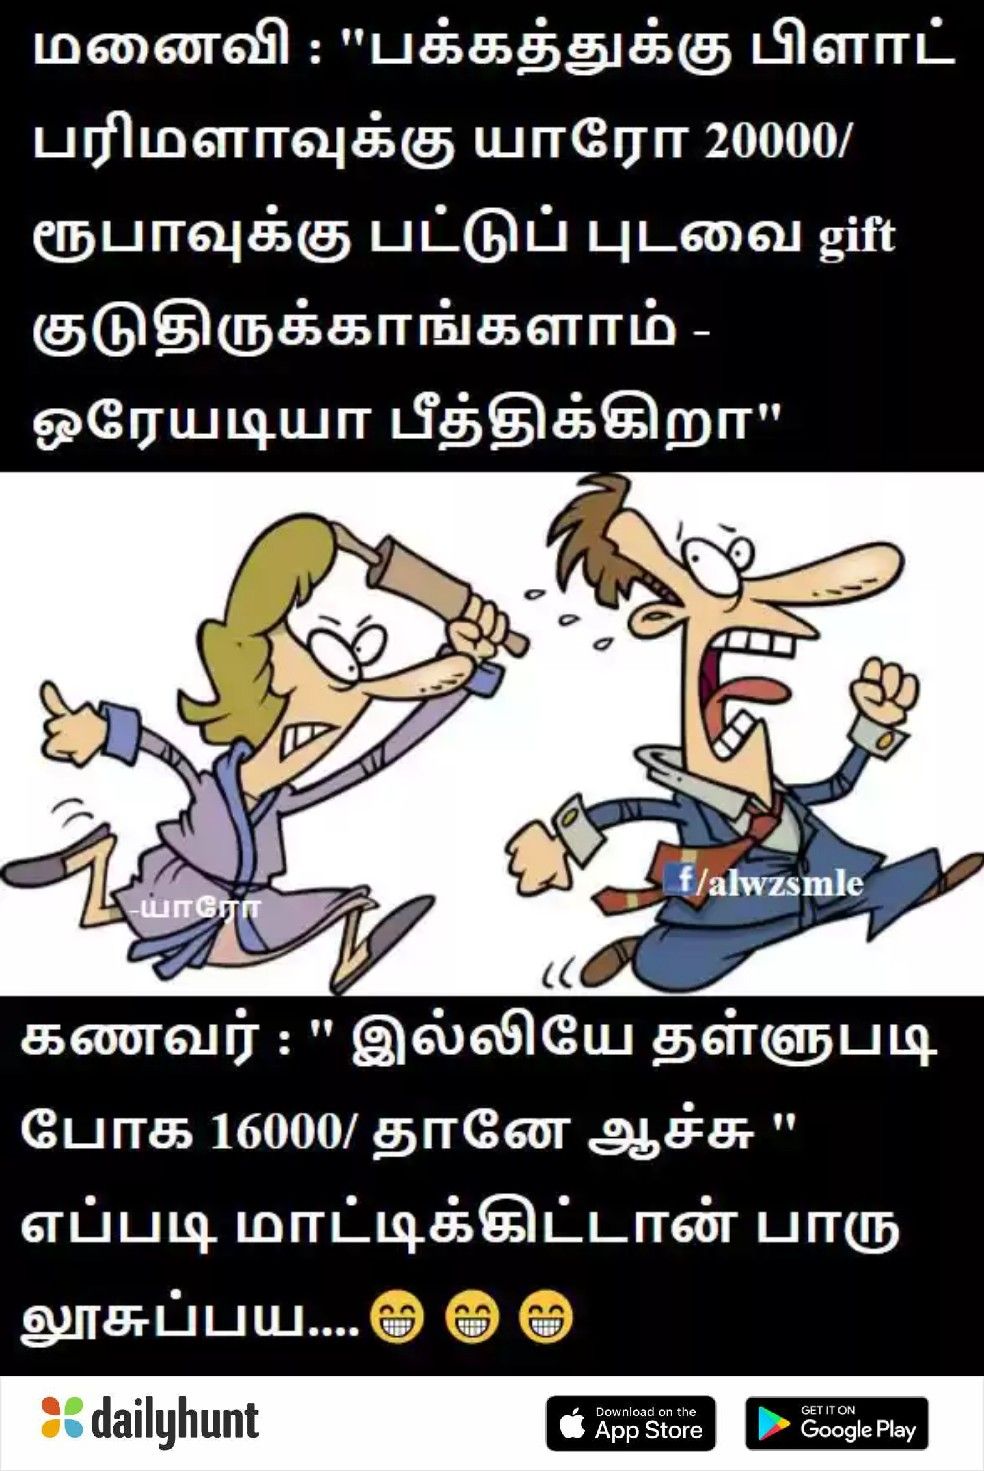 மனைவி : "பக்கத்துக்கு பிளாட்
பரிமளாவுக்கு யாரோ 20000/
ரூபாவுக்கு பட்டுப் புடவை gift
குடுதிருக்காங்களாம் -
ஒரேயடியா பீத்திக்கிறா"
-யாரோ
f/alwzsmle
கணவர் : " இல்லியே தள்ளுபடி
போக 16000/ தானே ஆச்சு "
எப்படி மாட்டிக்கிட்டான் பாரு
லூசுப்பய....😁 😁 😁
dailyhunt
Download on the
App Store
GET IT ON
Google Play